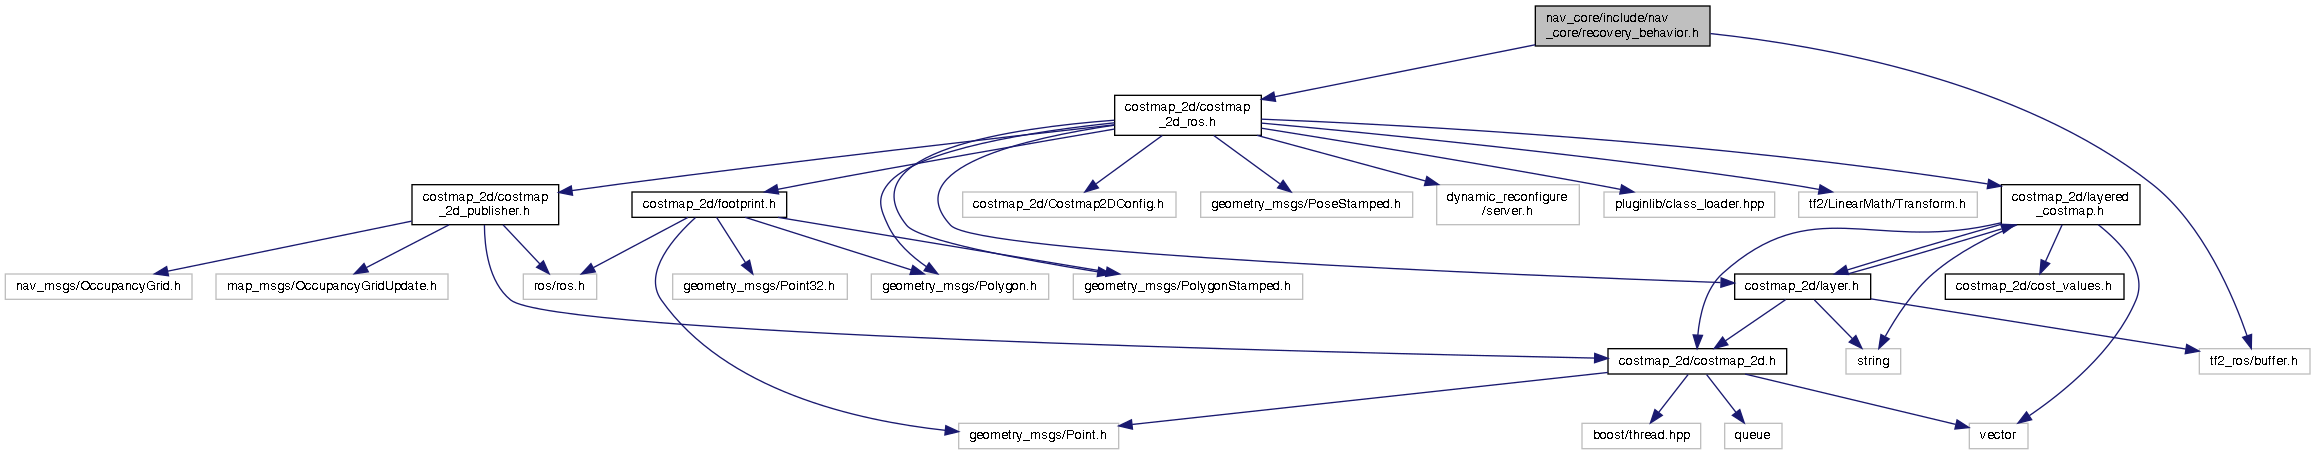 nav_core/include/nav
_core/recovery_behavior.h
costmap_2d/costmap
_2d_ros.h
costmap_2d/costmap
_2d_publisher.h
costmap_2d/footprint.h
costmap_2d/Costmap2DConfig.h
geometry_msgs/PoseStamped.h
dynamic_reconfigure
/server.h
pluginlib/class_loader.hpp
tf2/LinearMath/Transform.h
costmap_2d/layered
_costmap.h
nav_msgs/OccupancyGrid.h
map_msgs/OccupancyGridUpdate.h
ros/ros.h
geometry_msgs/Point32.h
geometry_msgs/Polygon.h
geometry_msgs/PolygonStamped.h
costmap_2d/layer.h
costmap_2d/cost_values.h
costmap_2d/costmap_2d.h
string
tf2_ros/buffer.h
geometry_msgs/Point.h
boost/thread.hpp
queue
vector